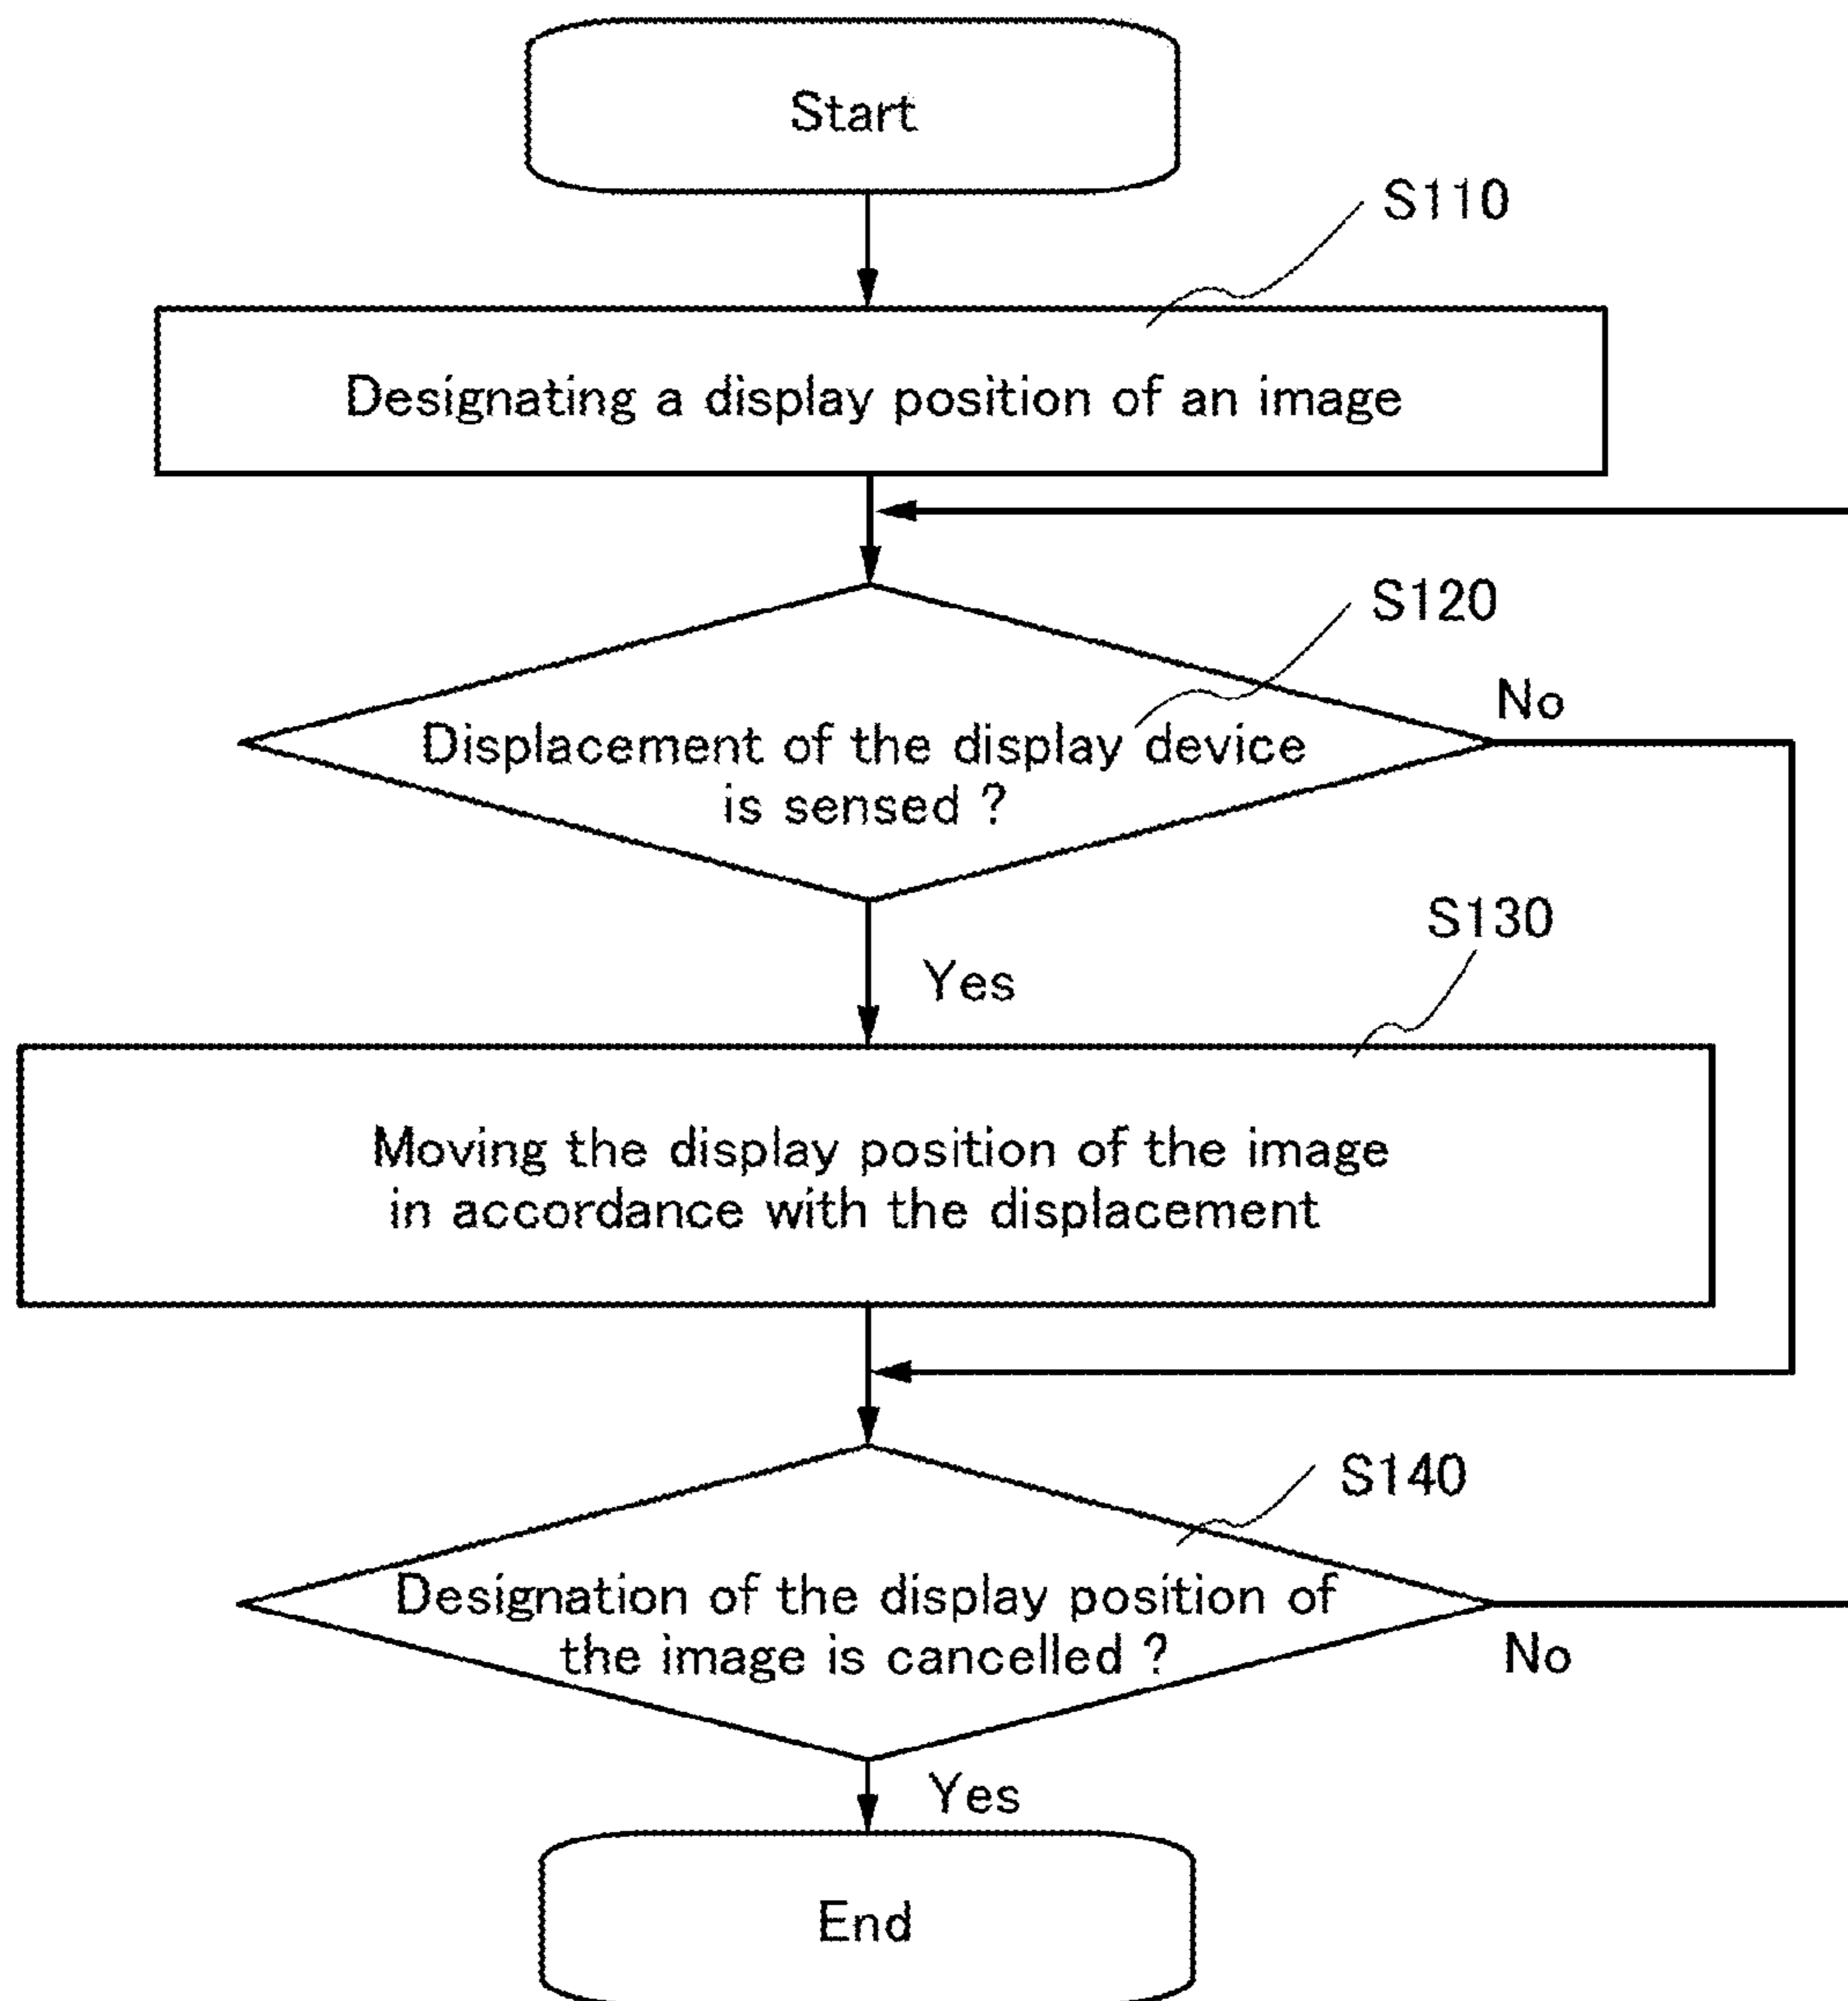 Start
S110
Designating a display position of an image
S120
No
Displacement of the display device
is sensed ?
S130
Yes
Moving the display position of the image
in accordance with the displacement
S140
Designation of the display position of
the image is cancelled ?
No
Yes
End